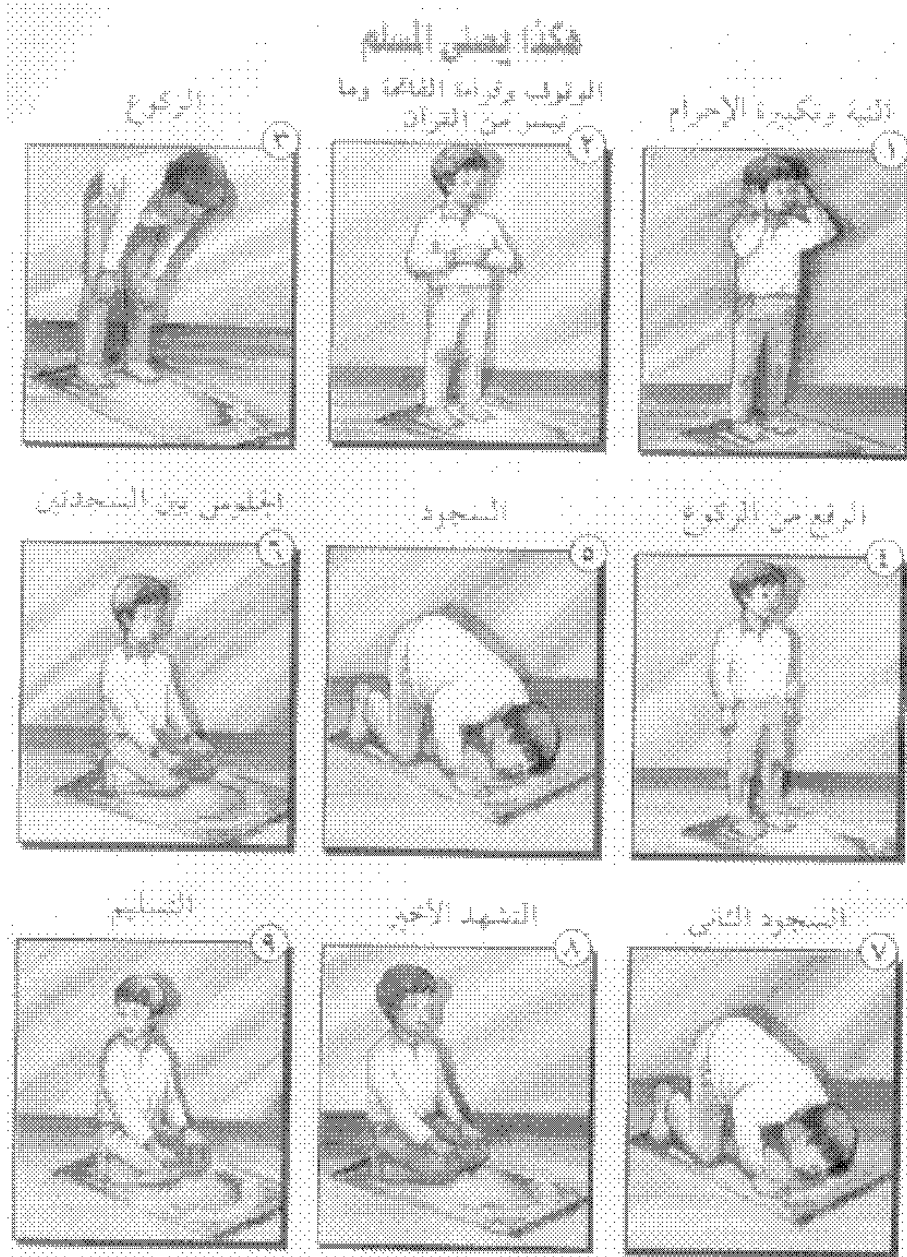 هكذا يصلي المسلم
النية وتكبيرة الإحرام
١
الوقوف وقراءة الفاتحة وما
تيسر من القرآن
٢
الركوع
٣
الرفع من الركوع
٤
السجود
٥
الجلوس بين السجدتين
٦
السجود الثاني
٧
التشهد الأخير
٨
التسليم
٩